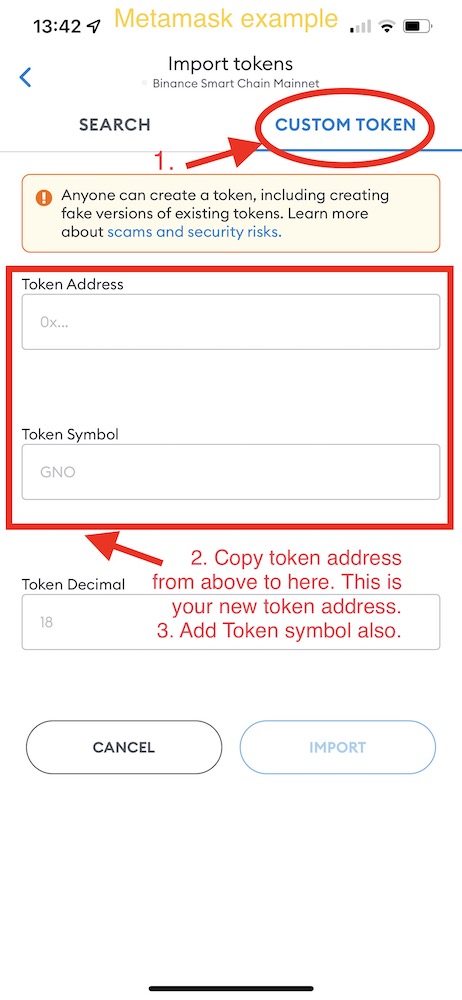 13:42
Metamask example
Import tokens
Binance Smart Chain Mainnet
SEARCH
CUSTOM TOKEN
1.
Anyone can create a token, including creating
fake versions of existing tokens. Learn more
about scams and security risks.
Token Address
0x...
Token Symbol
GNO
2. Copy token address
from above to here. This is
your new token address.
3. Add Token symbol also.
Token Decimal
18
CANCEL
IMPORT